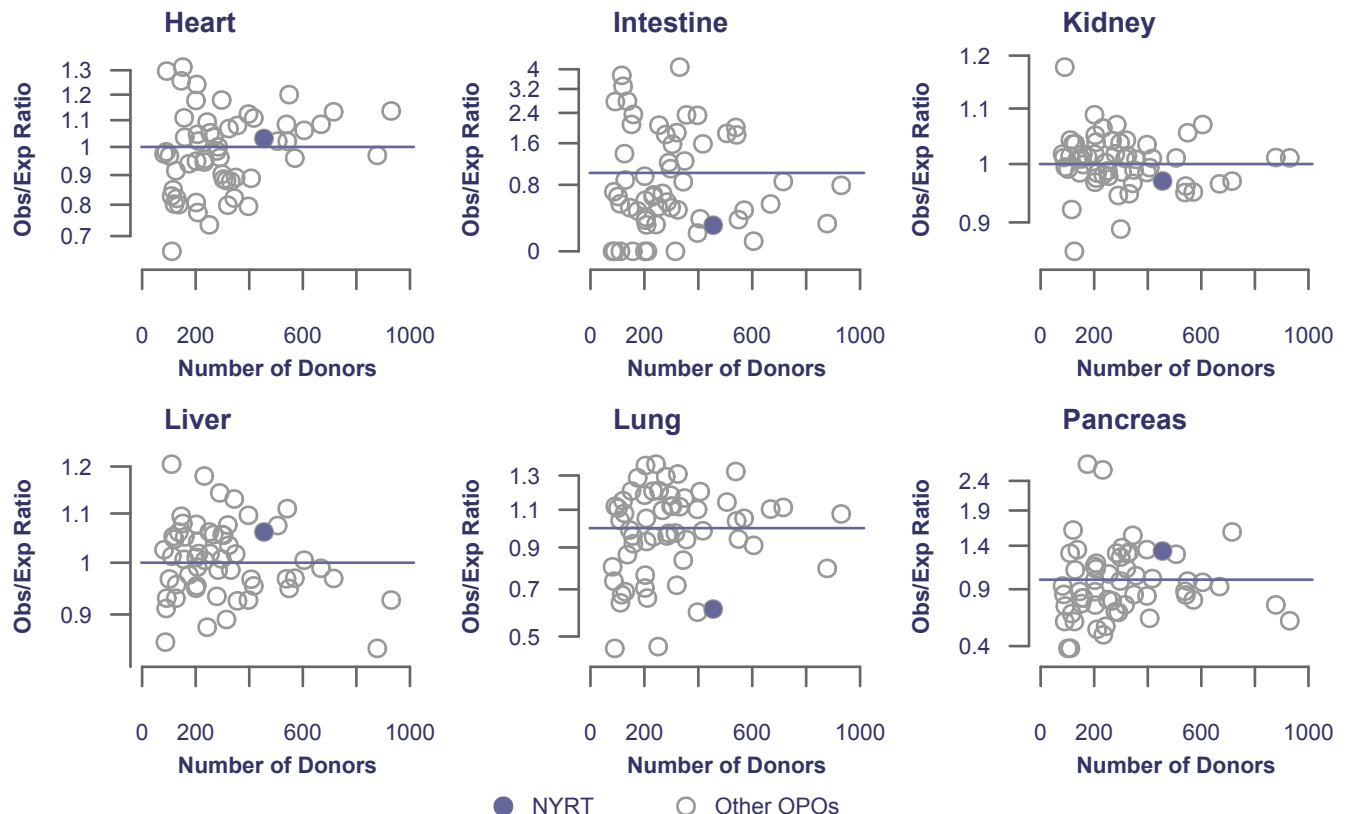 Heart
Obs/Exp Ratio
1.3
1.2
1.1
1
0.9
0.8
0.7
0 200 600 1000
Number of Donors
Intestine
Obs/Exp Ratio
4
3.2
2.4
1.6
0.8
0
0 200 600 1000
Number of Donors
Kidney
Obs/Exp Ratio
1.2
1.1
1
0.9
0 200 600 1000
Number of Donors
Liver
Obs/Exp Ratio
1.2
1.1
1
0.9
0 200 600 1000
Number of Donors
Lung
Obs/Exp Ratio
1.3
1.1
0.9
0.7
0.5
0 200 600 1000
Number of Donors
Pancreas
Obs/Exp Ratio
2.4
1.9
1.4
0.9
0.4
0 200 600 1000
Number of Donors
NYRT Other OPOs